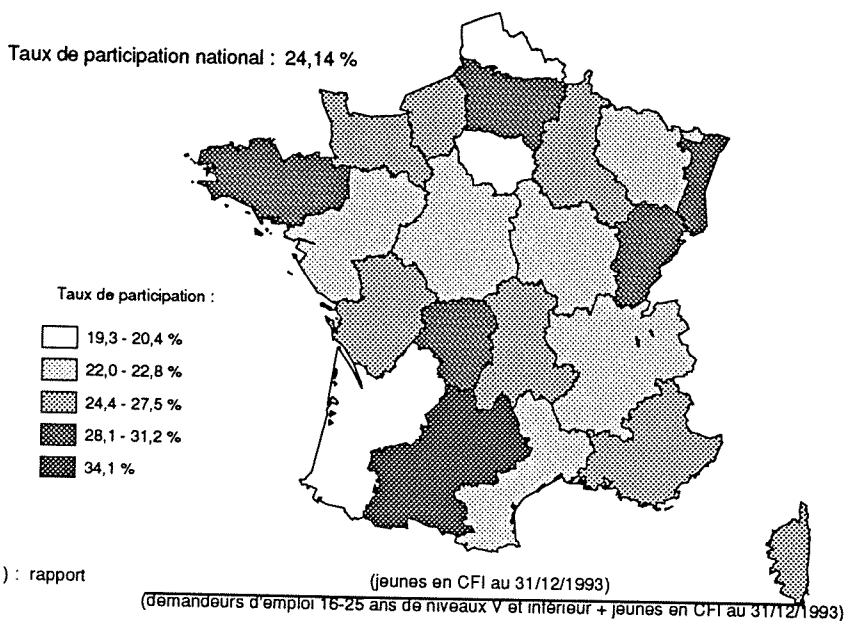 Taux de participation national : 24,14 %
Taux de participation :
19,3 - 20,4 %
22,0 - 22,8 %
24,4 - 27,5 %
28,1 - 31,2 %
34,1 %
) : rapport
(jeunes en CFI au 31/12/1993)
(demandeurs d'emploi 16-25 ans de niveaux V et inférieur + jeunes en CFI au 31/12/1993)